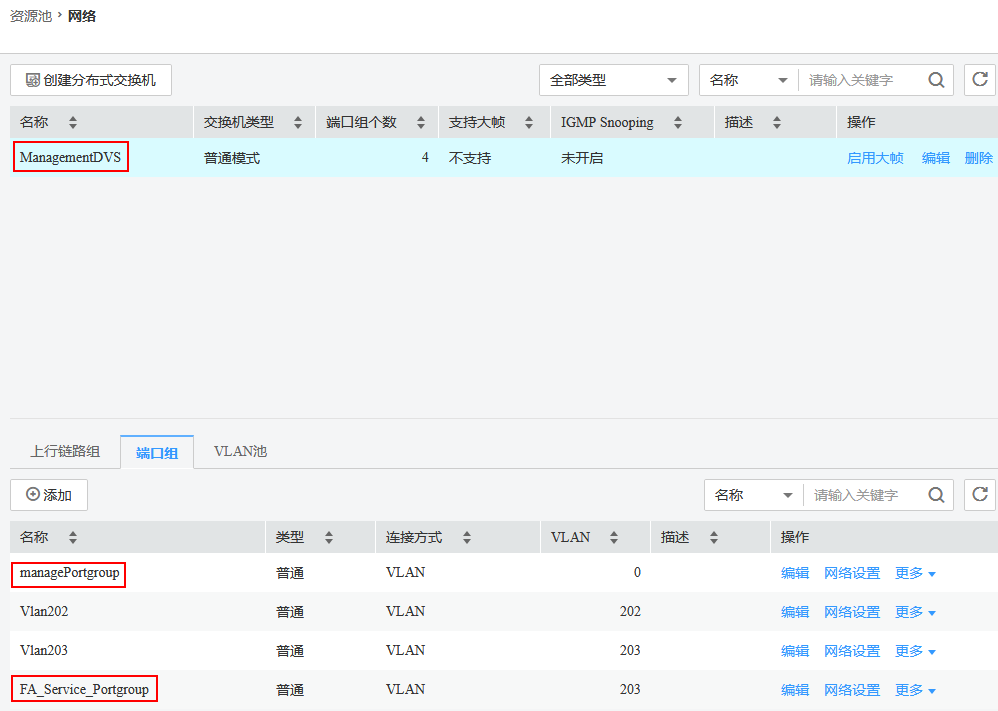 资源池 › 网络
创建分布式交换机 全部类型 名称 请输入关键字
名称 交换机类型 端口组个数 支持大帧 IGMP Snooping 描述 操作
ManagementDVS 普通模式 4 不支持 未开启 启用大帧 编辑 删除
上行链路组 端口组 VLAN池
添加 名称 请输入关键字
名称 类型 连接方式 VLAN 描述 操作
managePortgroup 普通 VLAN 0 编辑 网络设置 更多
Vlan202 普通 VLAN 202 编辑 网络设置 更多
Vlan203 普通 VLAN 203 编辑 网络设置 更多
FA_Service_Portgroup 普通 VLAN 203 编辑 网络设置 更多